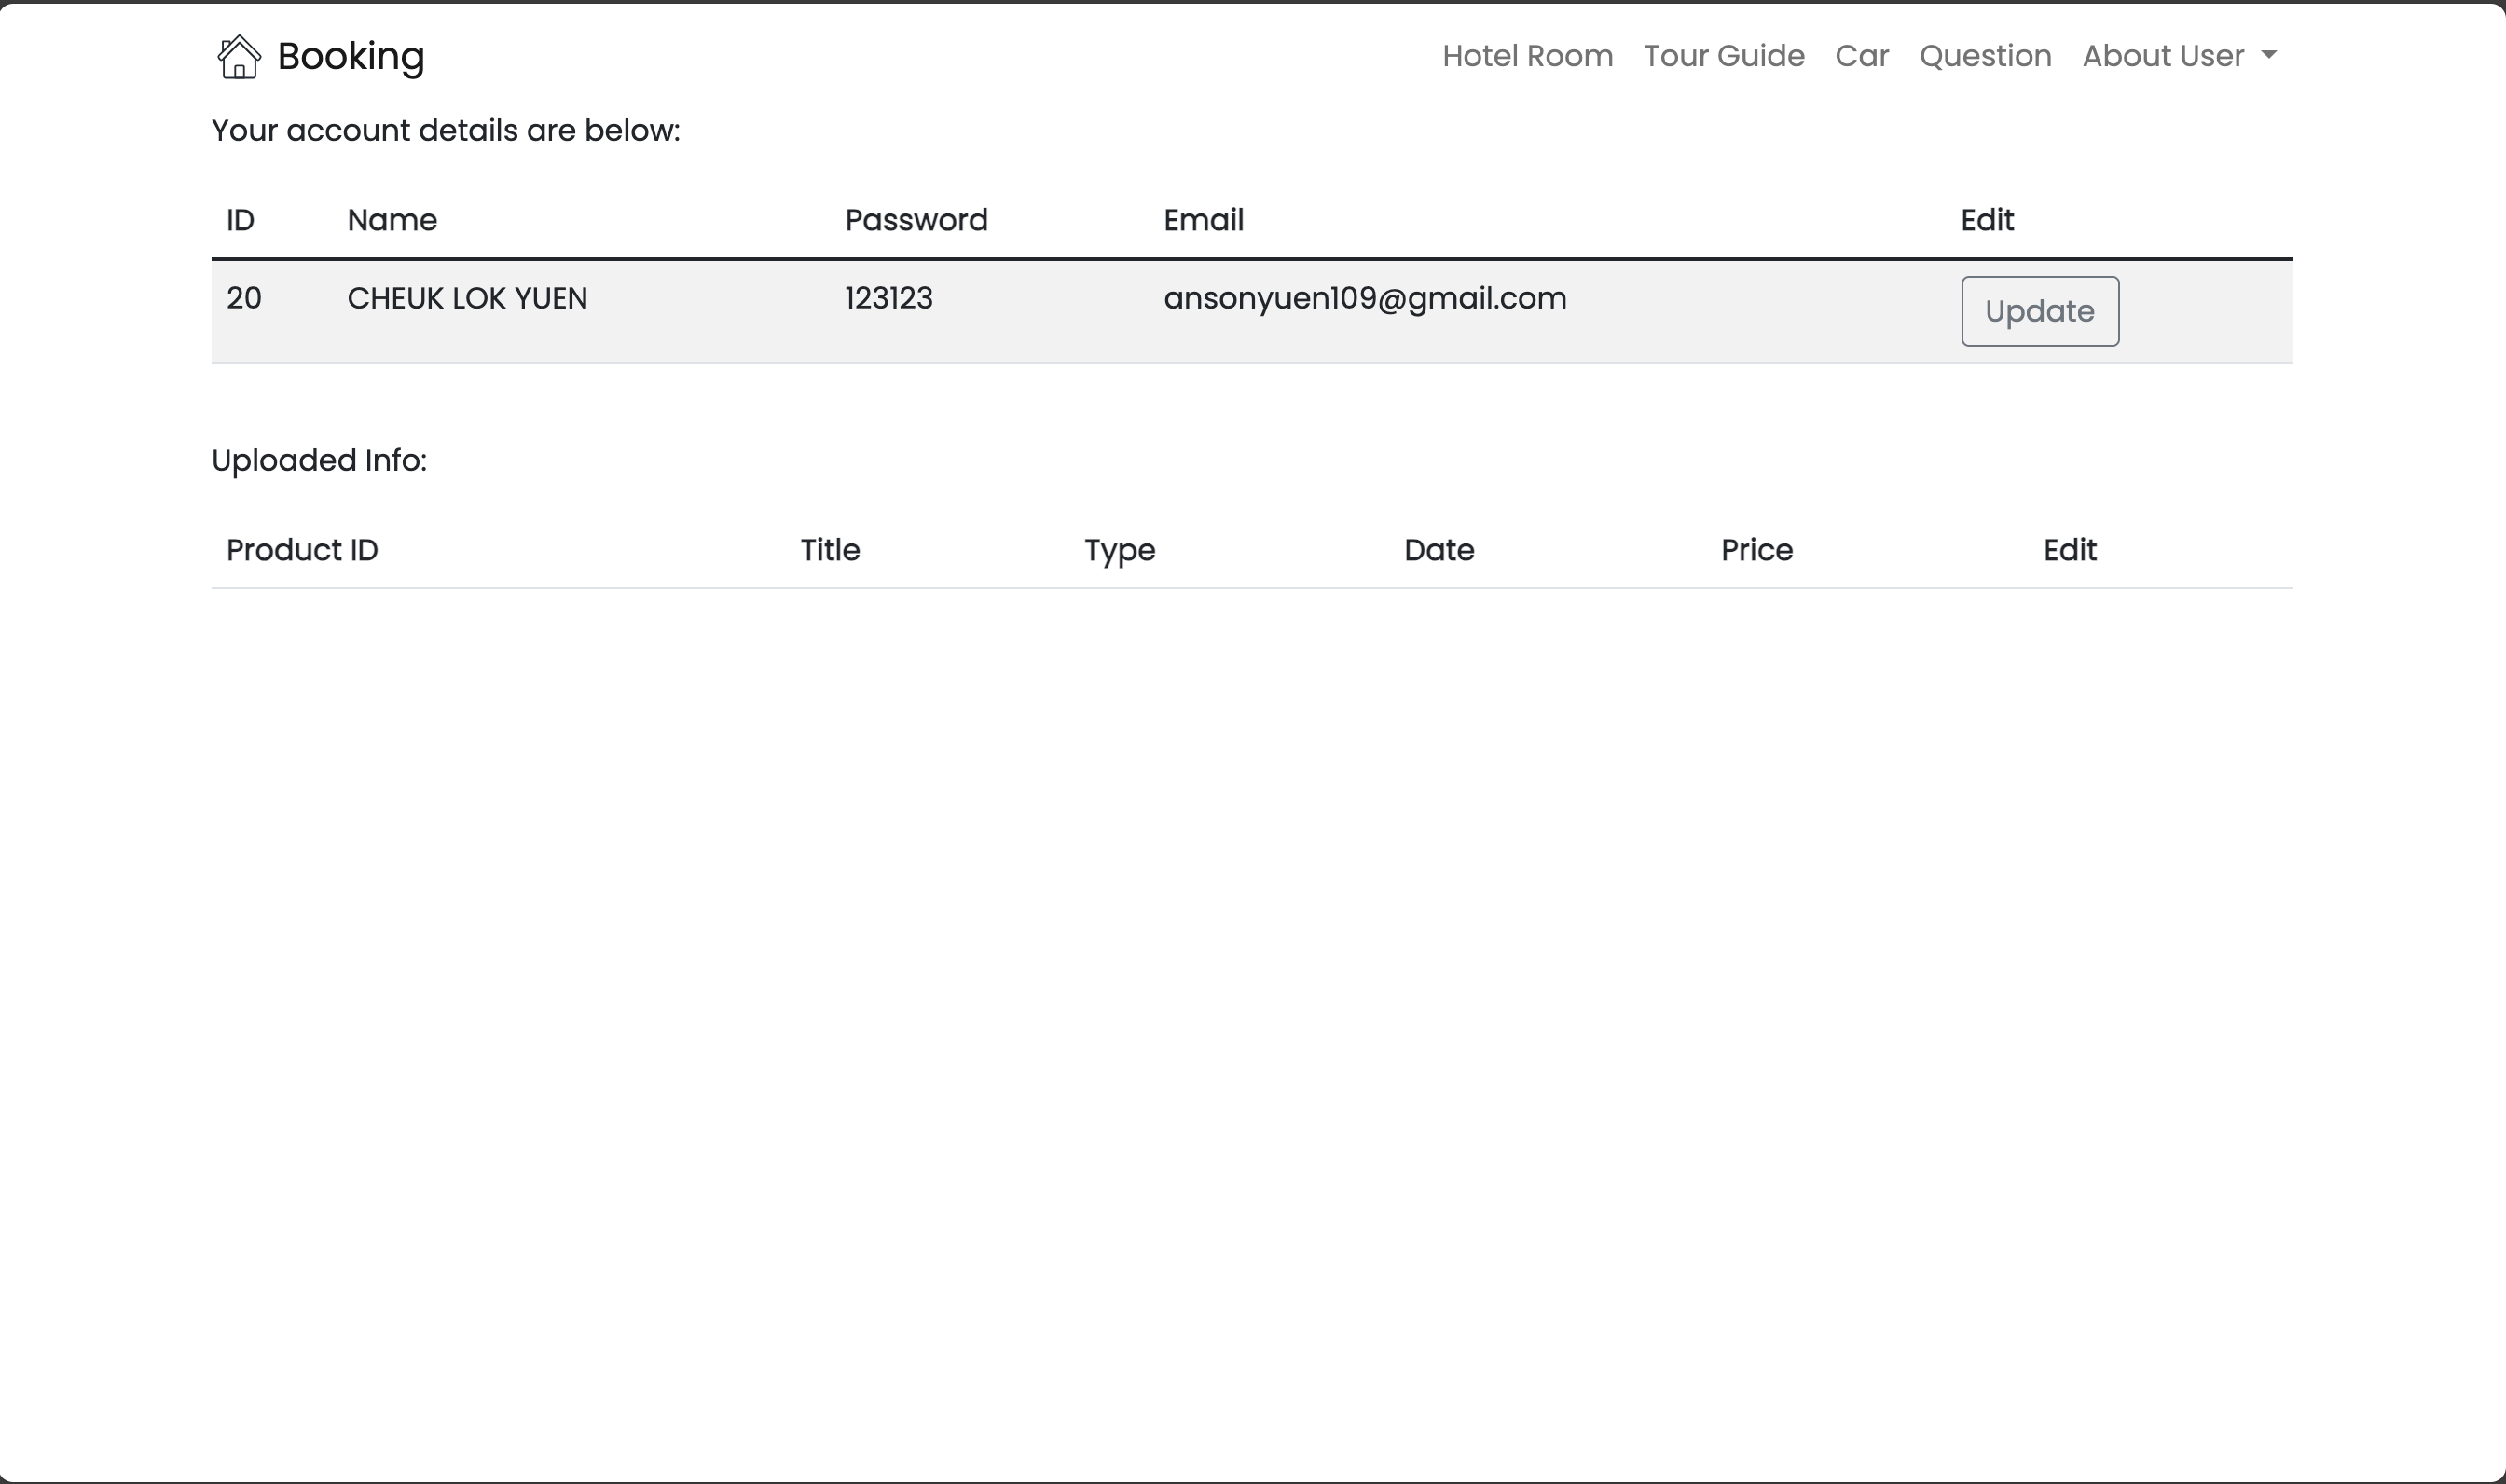 Booking
Hotel Room Tour Guide Car Question About User
Your account details are below:
ID Name Password Email Edit
20 CHEUK LOK YUEN 123123 ansonyuen109@gmail.com Update
Uploaded Info:
Product ID Title Type Date Price Edit